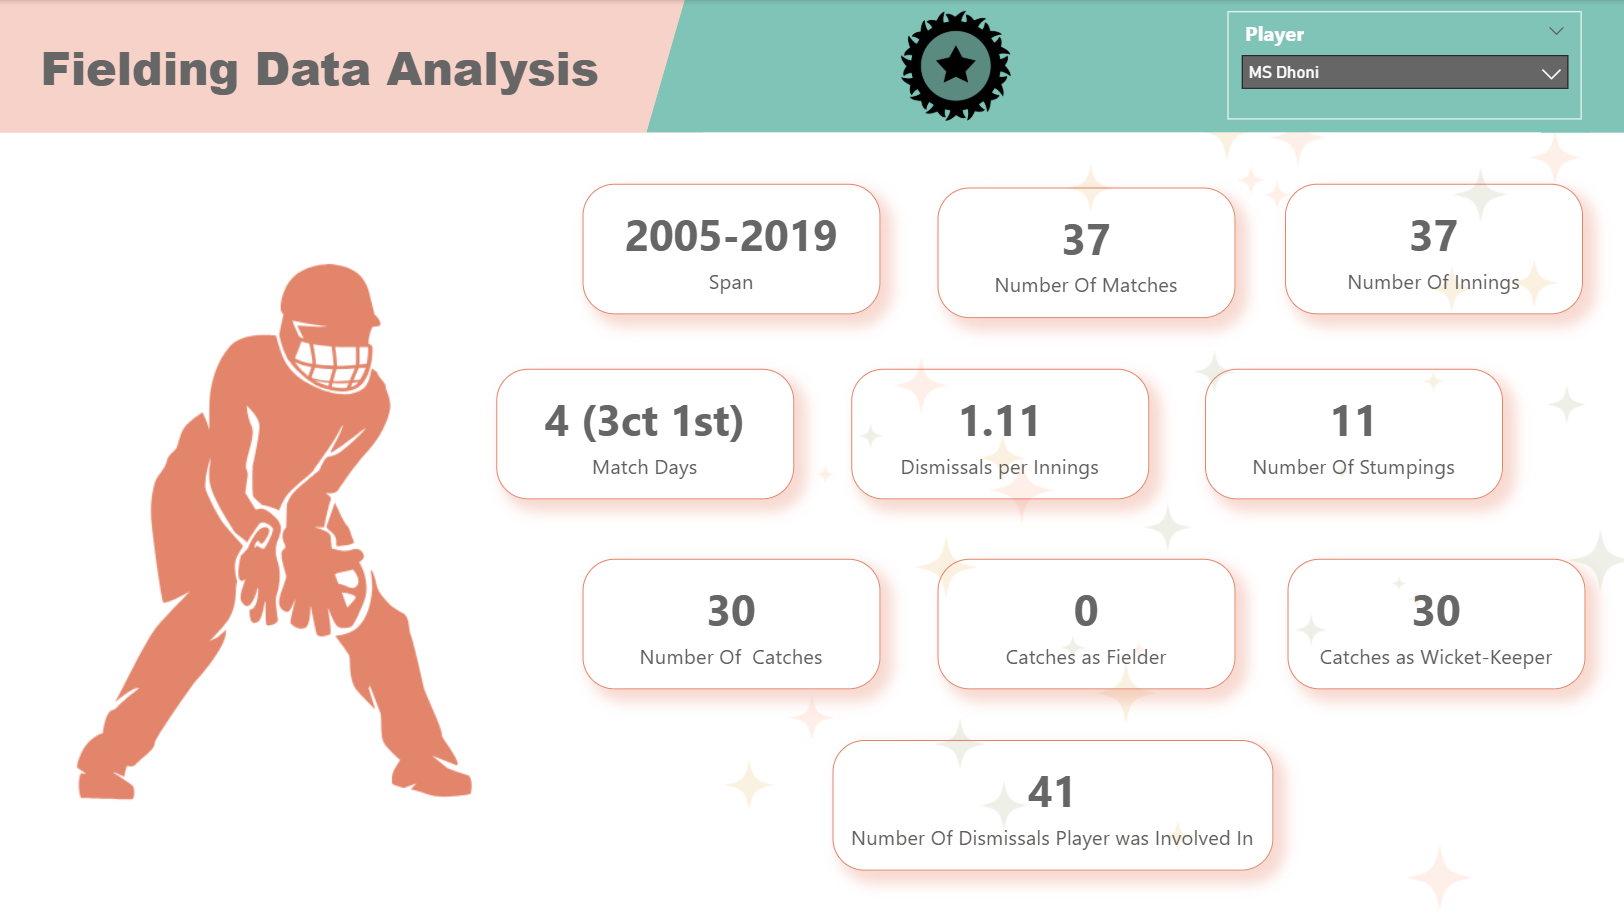 Fielding Data Analysis
Player
MS Dhoni
2005-2019
Span
37
Number Of Matches
37
Number Of Innings
4 (3ct 1st)
Match Days
1.11
Dismissals per Innings
11
Number Of Stumpings
30
Number Of  Catches
0
Catches as Fielder
30
Catches as Wicket-Keeper
41
Number Of Dismissals Player was Involved In